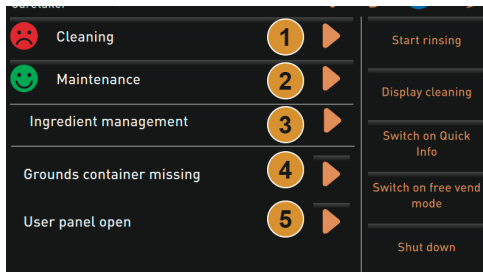 Caretaker
Cleaning
1
Start rinsing
Maintenance
2
Display cleaning
Ingredient management
3
Switch on Quick
Info
Grounds container missing
4
Switch on free vend
mode
User panel open
5
Shut down